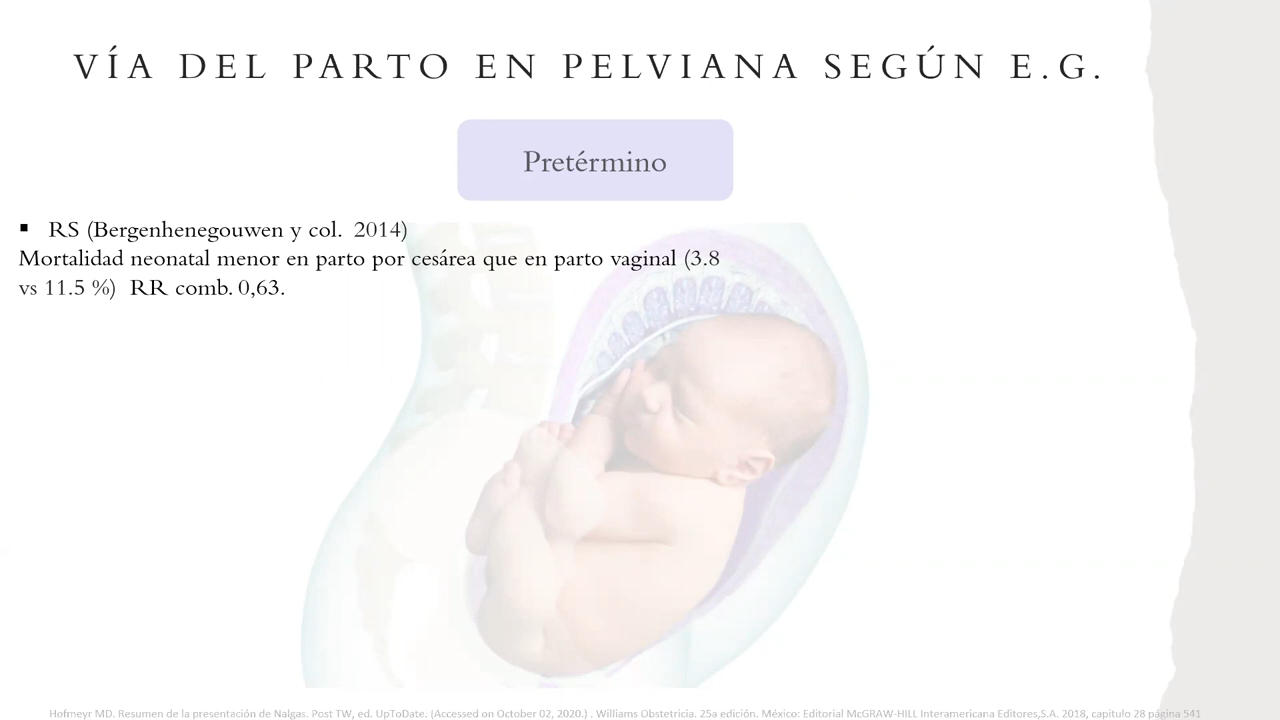 VÍA DEL PARTO EN PELVIANA SEGÚN E.G.
Pretérmino
▪ RS (Bergenhenegouwen y col. 2014)
Mortalidad neonatal menor en parto por cesárea que en parto vaginal (3.8
vs 11.5 %) RR comb. 0,63.
Hofmeyr MD. Resumen de la presentación de Nalgas. Post TW, ed. UpToDate. (Accessed on October 02, 2020.) . Williams Obstetricia. 25a edición. México: Editorial McGRAW-HILL Interamericana Editores,S.A. 2018, capitulo 28 página 541